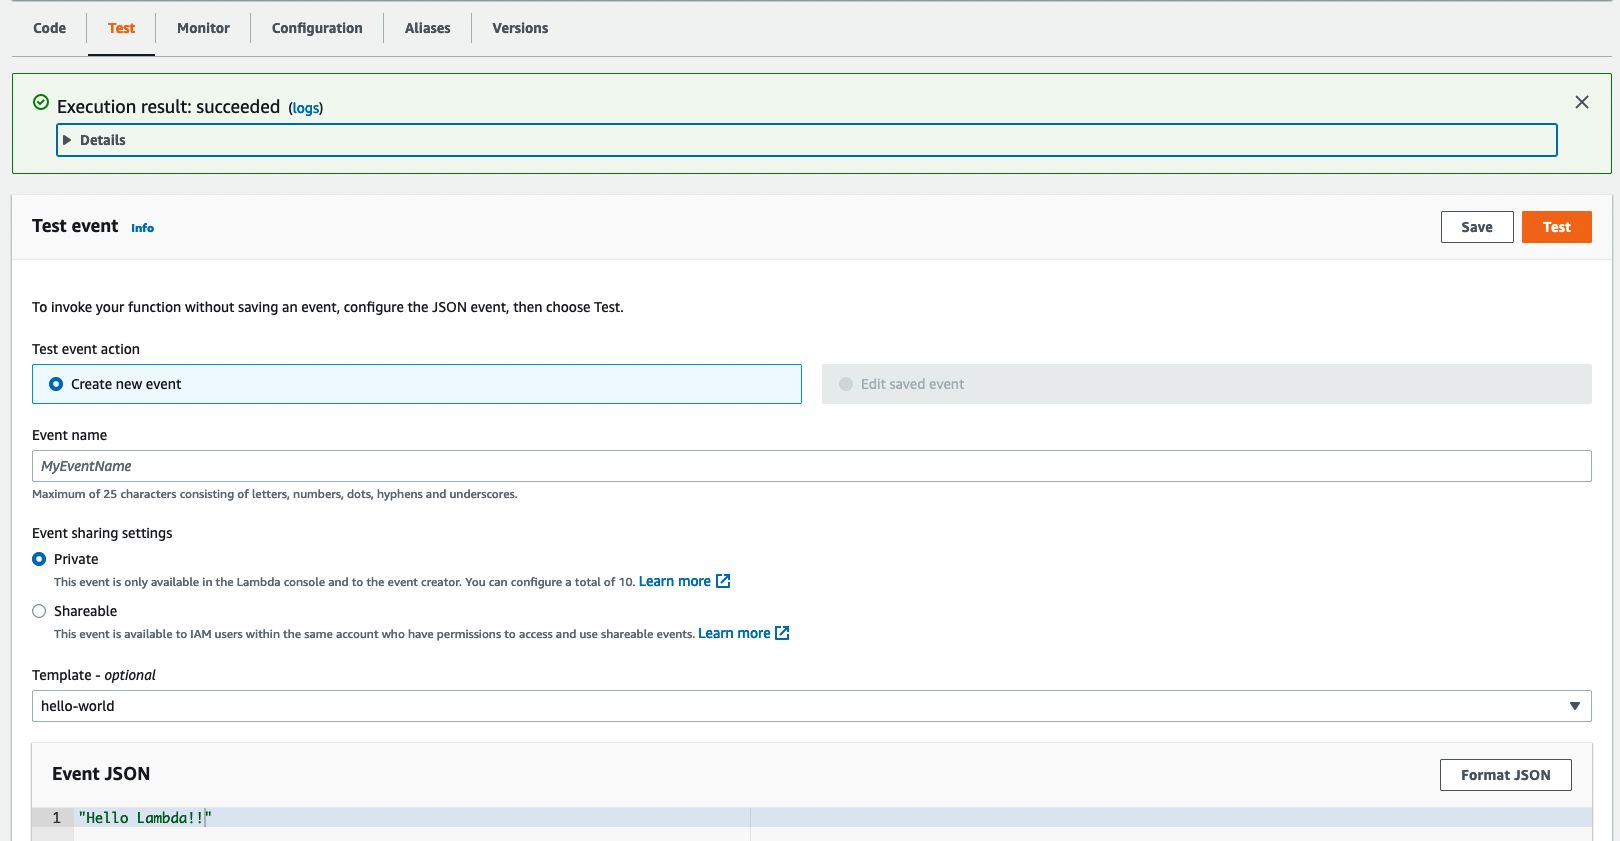 Code Test Monitor Configuration Aliases Versions
Execution result: succeeded (logs)
Details
Test event Info
Save Test
To invoke your function without saving an event, configure the JSON event, then choose Test.
Test event action
Create new event Edit saved event
Event name
MyEventName
Maximum of 25 characters consisting of letters, numbers, dots, hyphens and underscores.
Event sharing settings
Private
This event is only available in the Lambda console and to the event creator. You can configure a total of 10. Learn more
Shareable
This event is available to IAM users within the same account who have permissions to access and use shareable events. Learn more
Template - optional
hello-world
Event JSON Format JSON
1 "Hello Lambda!!"